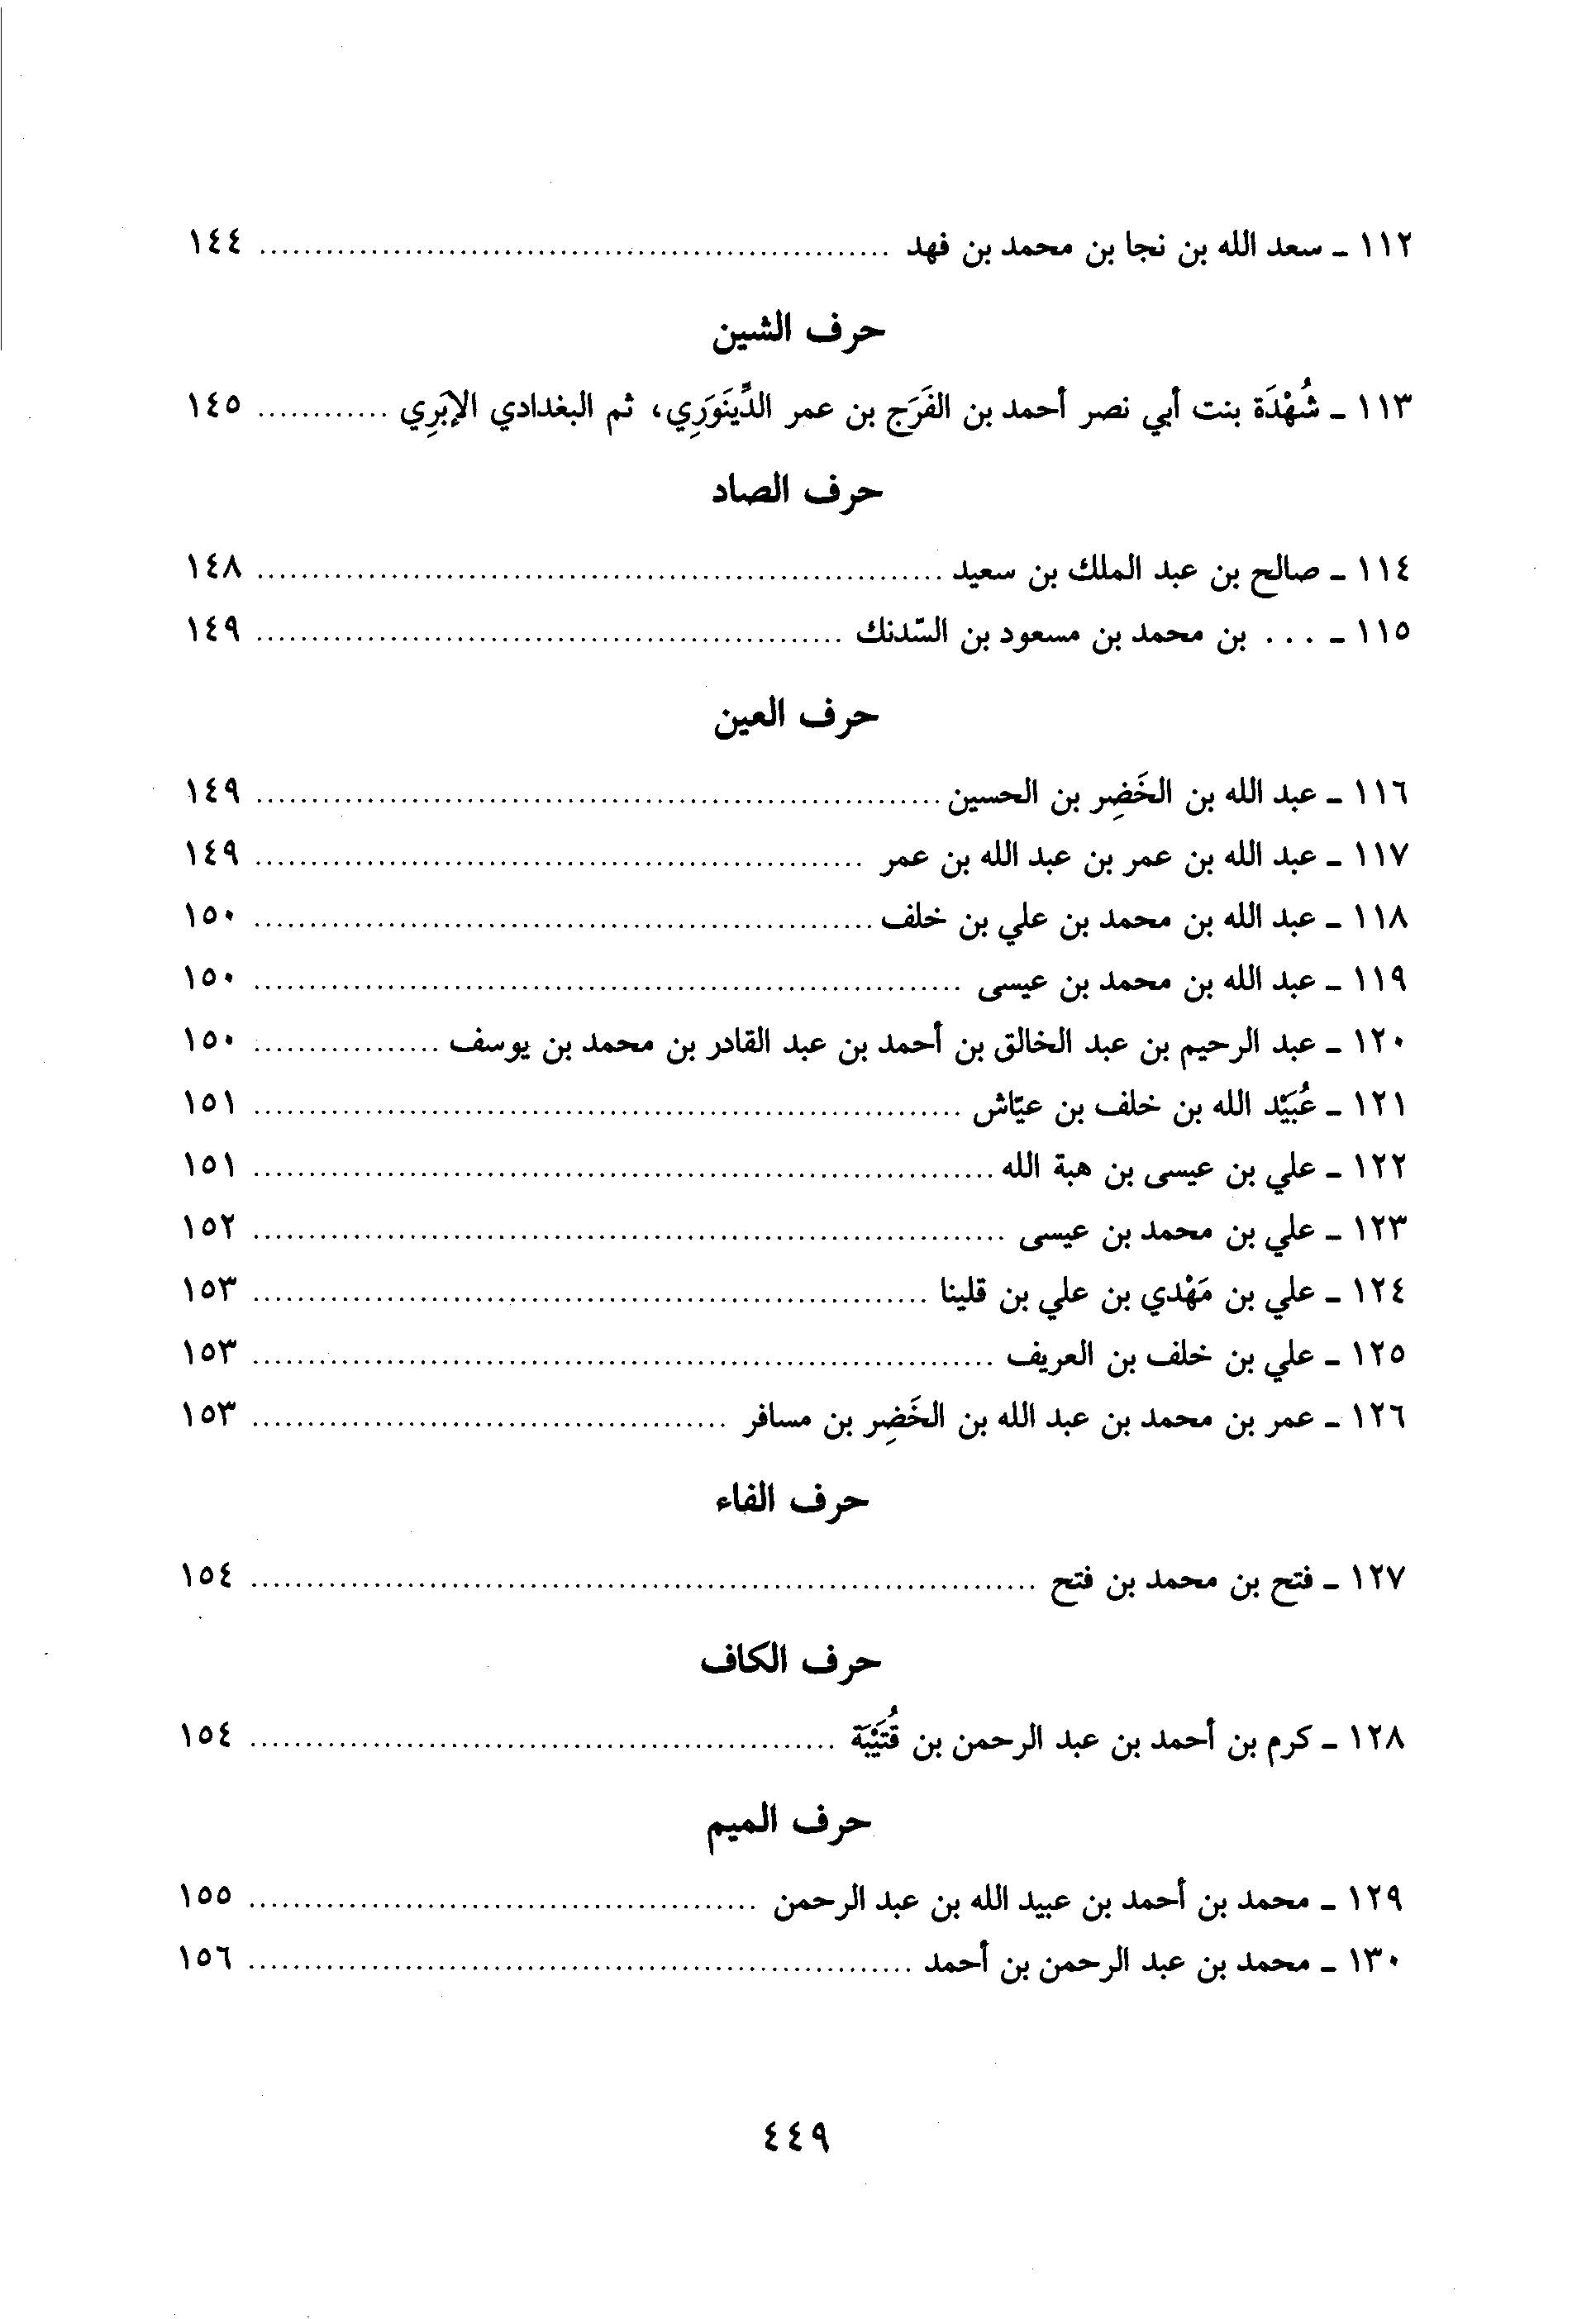 ١١٢ - سعد الله بن نجا بن محمد بن فهد ........ ١٤٤
حرف الشين
١١٣ - شُهْدَة بنت أبي نصر أحمد بن الفَرَج بن عمر الدِّينَوَرِي، ثم البغدادي الإبَرِي ........ ١٤٥
حرف الصاد
١١٤ - صالح بن عبد الملك بن سعيد ........ ١٤٨
١١٥ - . . . بن محمد بن مسعود بن السّدنك ........ ١٤٩
حرف العين
١١٦ - عبد الله بن الخَضِر بن الحسين ........ ١٤٩
١١٧ - عبد الله بن عمر بن عبد الله بن عمر ........ ١٤٩
١١٨ - عبد الله بن محمد بن علي بن خلف ........ ١٥٠
١١٩ - عبد الله بن محمد بن عيسى ........ ١٥٠
١٢٠ - عبد الرحيم بن عبد الخالق بن أحمد بن عبد القادر بن محمد بن يوسف ........ ١٥٠
١٢١ - عُبَيْد الله بن خلف بن عيّاش ........ ١٥١
١٢٢ - علي بن عيسى بن هبة الله ........ ١٥١
١٢٣ - علي بن محمد بن عيسى ........ ١٥٢
١٢٤ - علي بن مَهْدي بن علي بن قلينا ........ ١٥٣
١٢٥ - علي بن خلف بن العريف ........ ١٥٣
١٢٦ - عمر بن محمد بن عبد الله بن الخَضِر بن مسافر ........ ١٥٣
حرف الفاء
١٢٧ - فتح بن محمد بن فتح ........ ١٥٤
حرف الكاف
١٢٨ - كرم بن أحمد بن عبد الرحمن بن قُتَيْبَة ........ ١٥٤
حرف الميم
١٢٩ - محمد بن أحمد بن عبيد الله بن عبد الرحمن ........ ١٥٥
١٣٠ - محمد بن عبد الرحمن بن أحمد ........ ١٥٦
٤٤٩